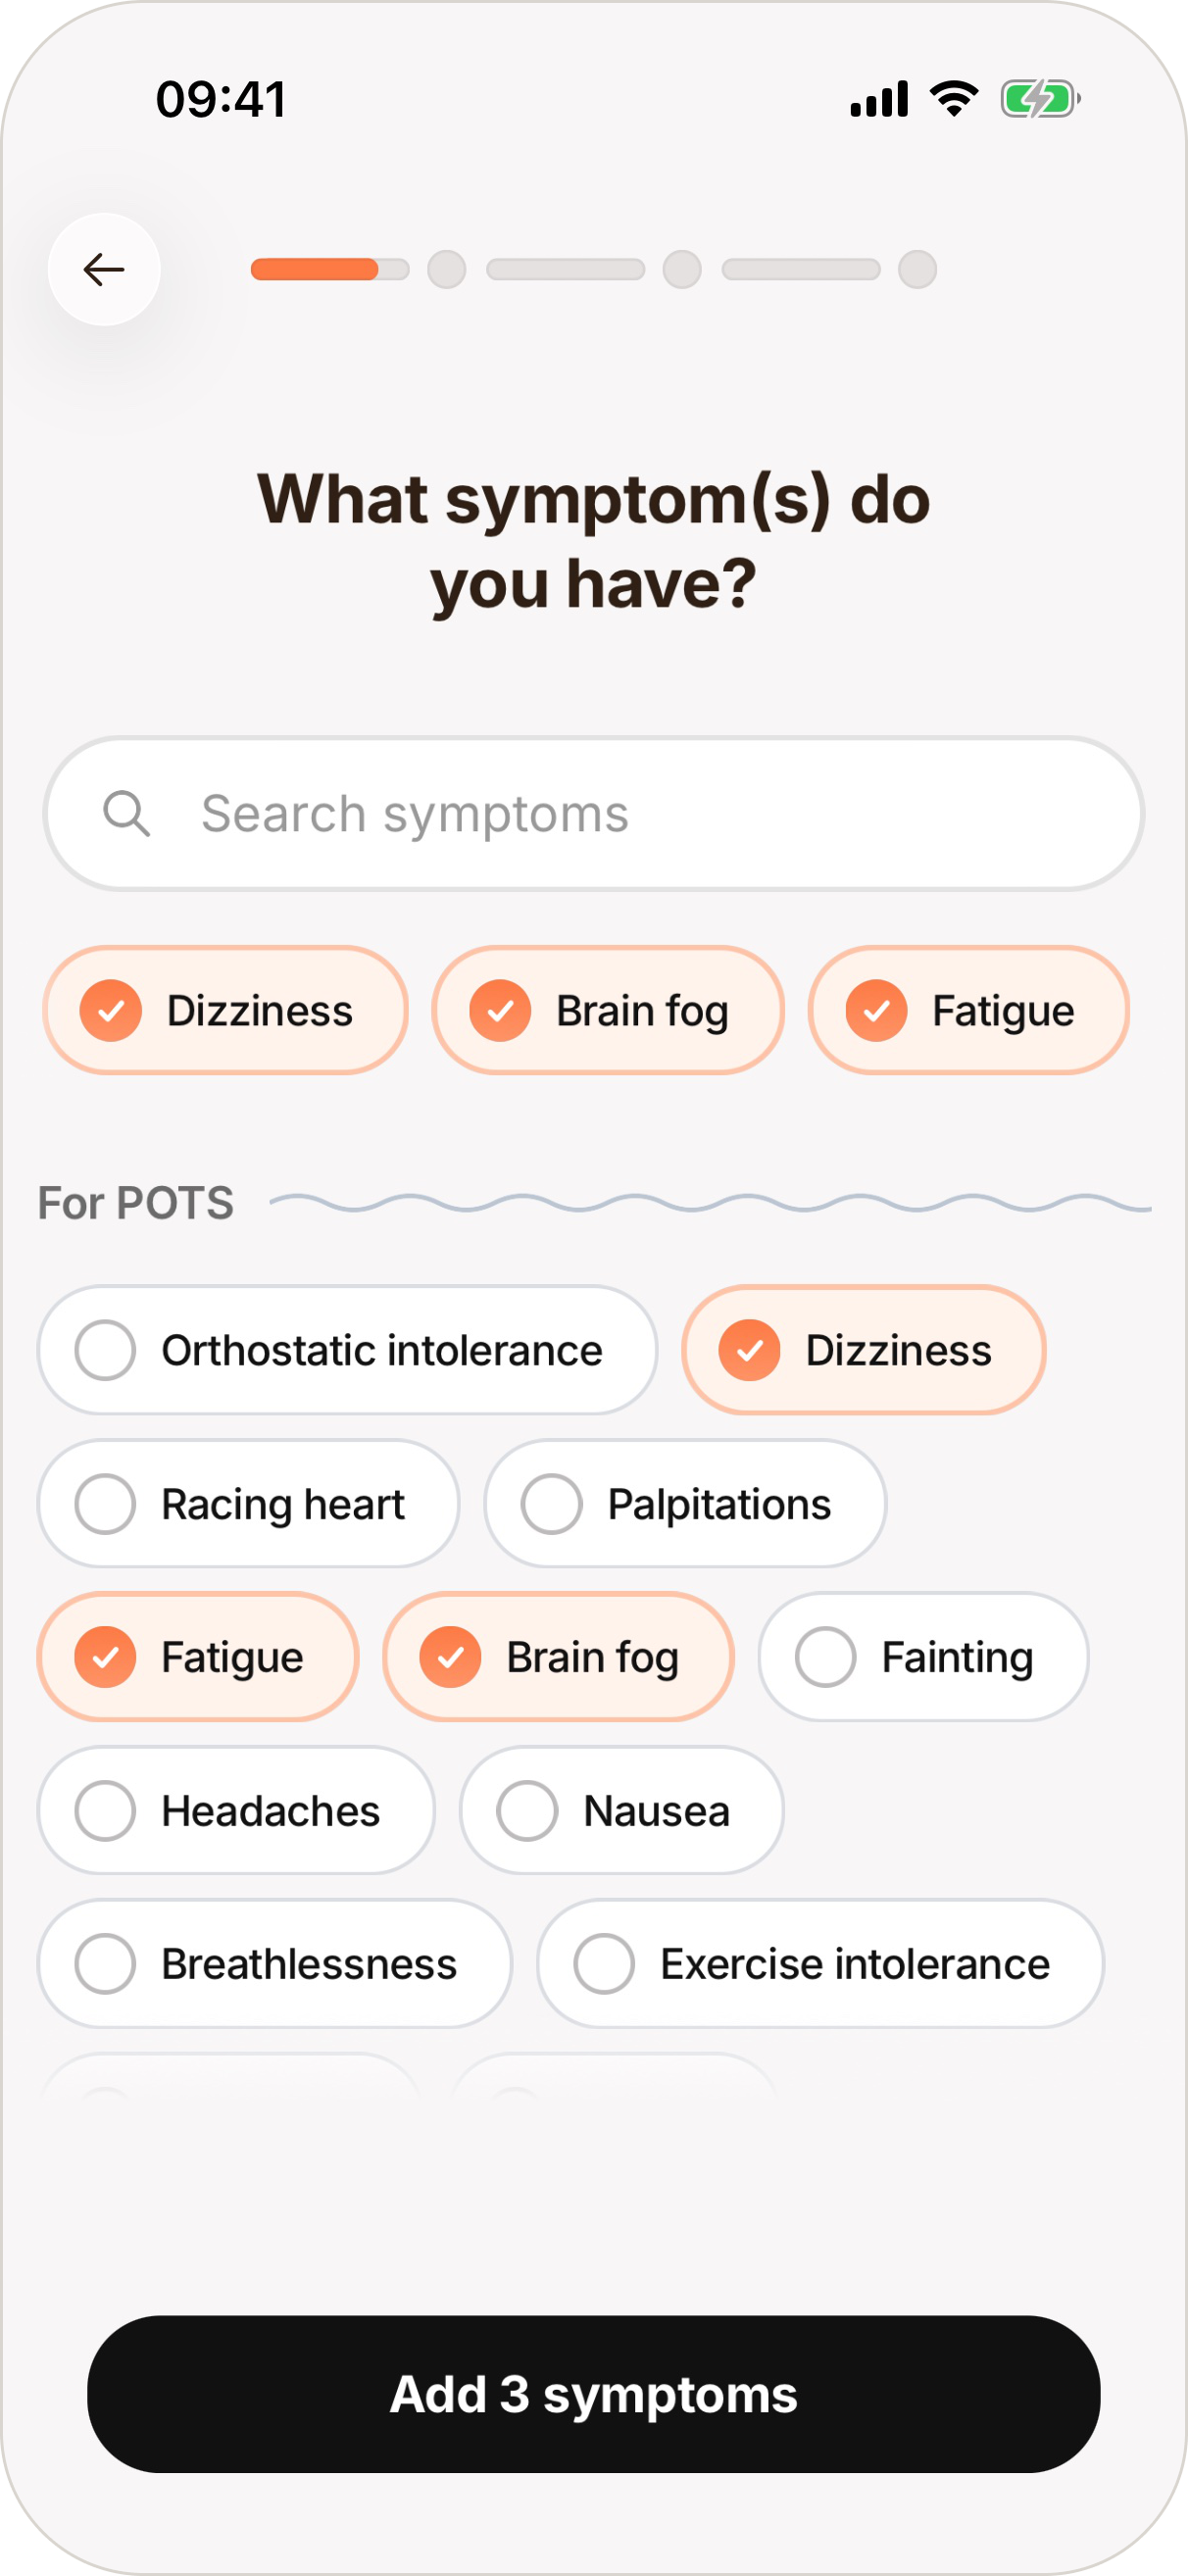 09:41
What symptom(s) do
you have?
Search symptoms
Dizziness Brain fog Fatigue
For POTS
Orthostatic intolerance Dizziness
Racing heart Palpitations
Fatigue Brain fog Fainting
Headaches Nausea
Breathlessness Exercise intolerance
Add 3 symptoms